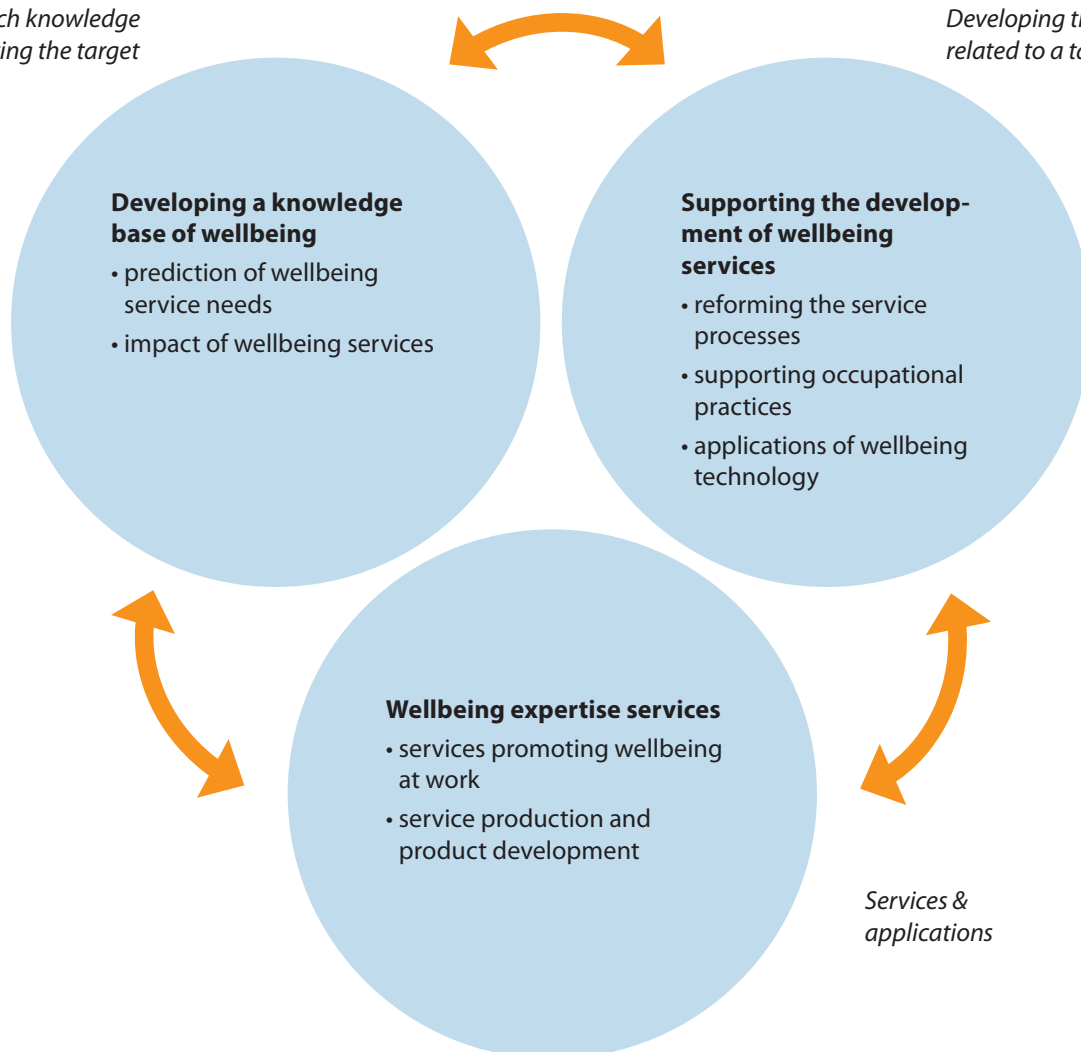 knowledge
the target
Developing
related to a
Developing a knowledge
base of wellbeing
• prediction of wellbeing
service needs
• impact of wellbeing services
Supporting the develop-
ment of wellbeing
services
• reforming the service
processes
• supporting occupational
practices
• applications of wellbeing
technology
Wellbeing expertise services
• services promoting wellbeing
at work
• service production and
product development
Services &
applications